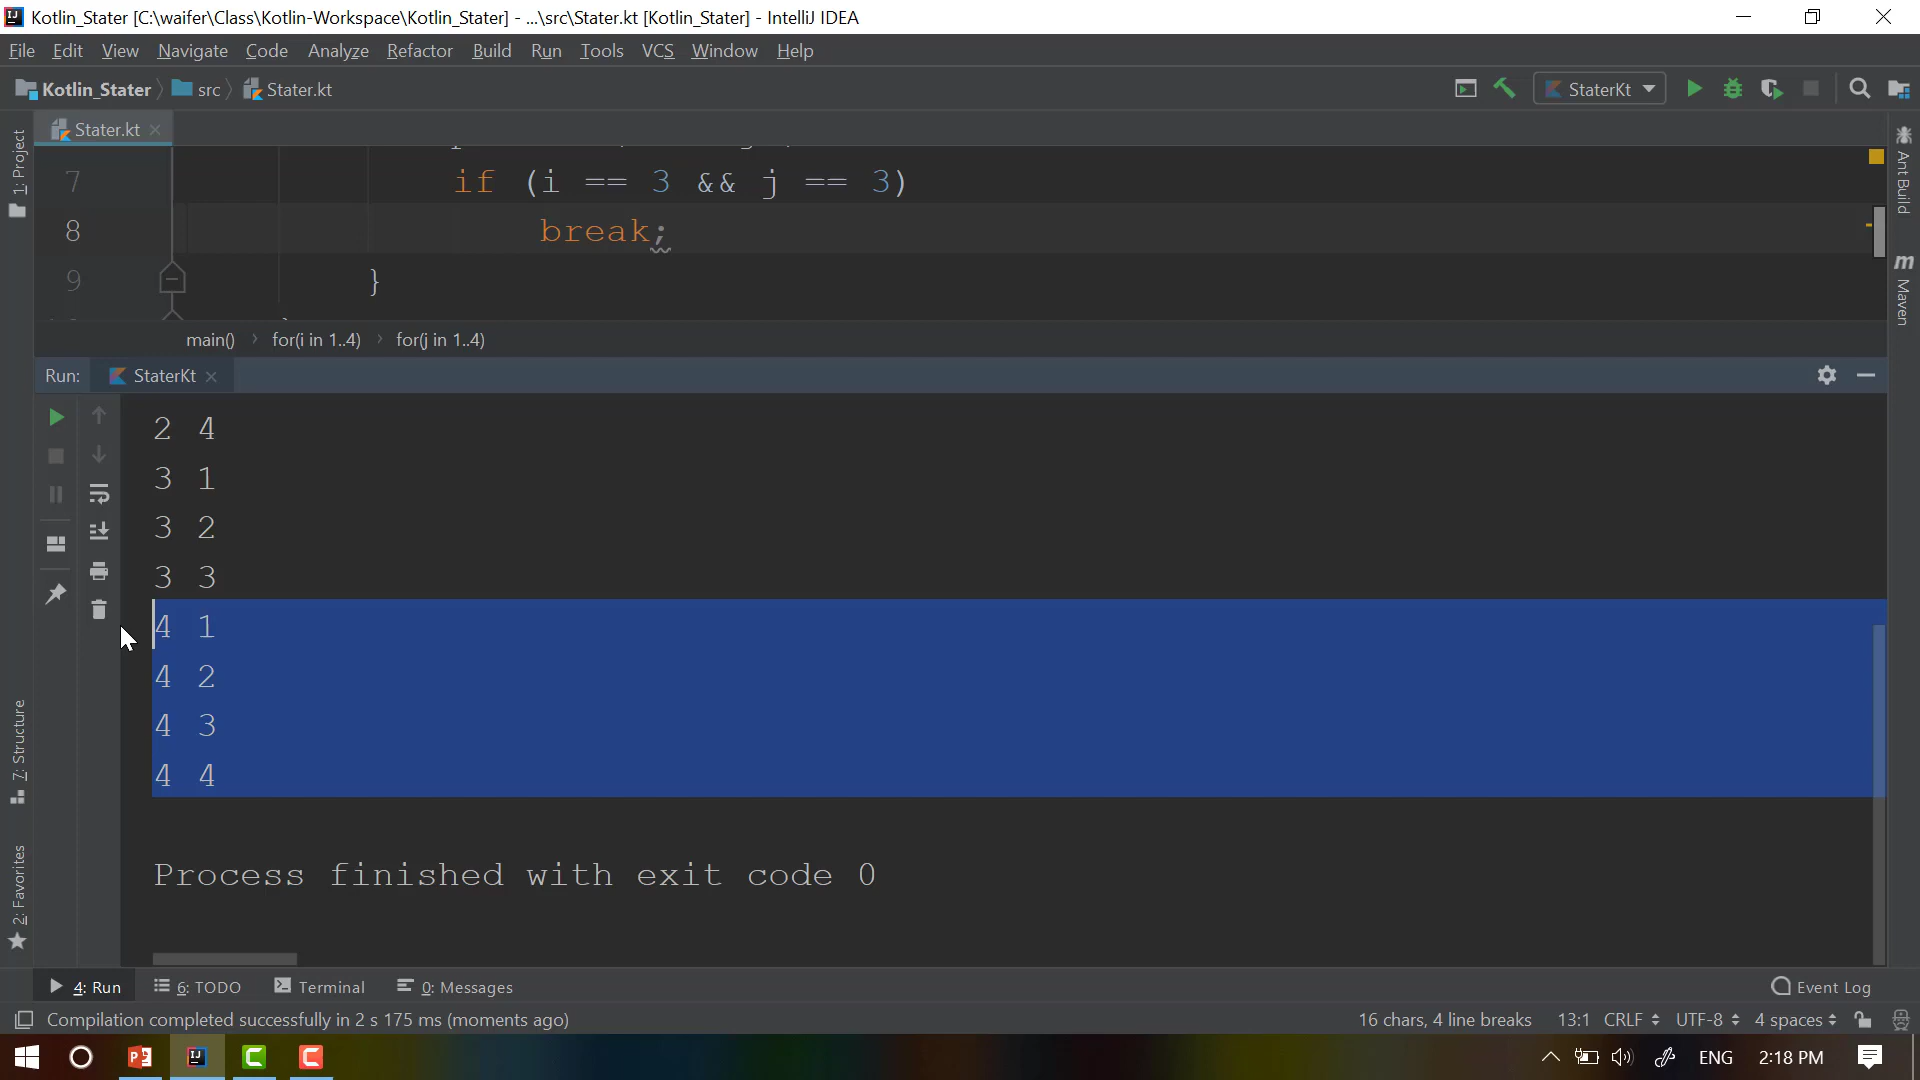 Kotlin_Stater [C:\waifer\Class\Kotlin-Workspace\Kotlin_Stater] - ...\src\Stater.kt [Kotlin_Stater] - IntelliJ IDEA
File Edit View Navigate Code Analyze Refactor Build Run Tools VCS Window Help
Kotlin_Stater src Stater.kt StaterKt
Stater.kt
1: Project
Ant Build
7 if (i == 3 && j == 3)
8 break;
9 }
m Maven
main() for(i in 1..4) for(j in 1..4)
Run: StaterKt
2 4
3 1
3 2
3 3
4 1
4 2
4 3
4 4
Process finished with exit code 0
7: Structure
2: Favorites
4: Run 6: TODO Terminal 0: Messages Event Log
Compilation completed successfully in 2 s 175 ms (moments ago) 16 chars, 4 line breaks 13:1 CRLF UTF-8 4 spaces
ENG 2:18 PM